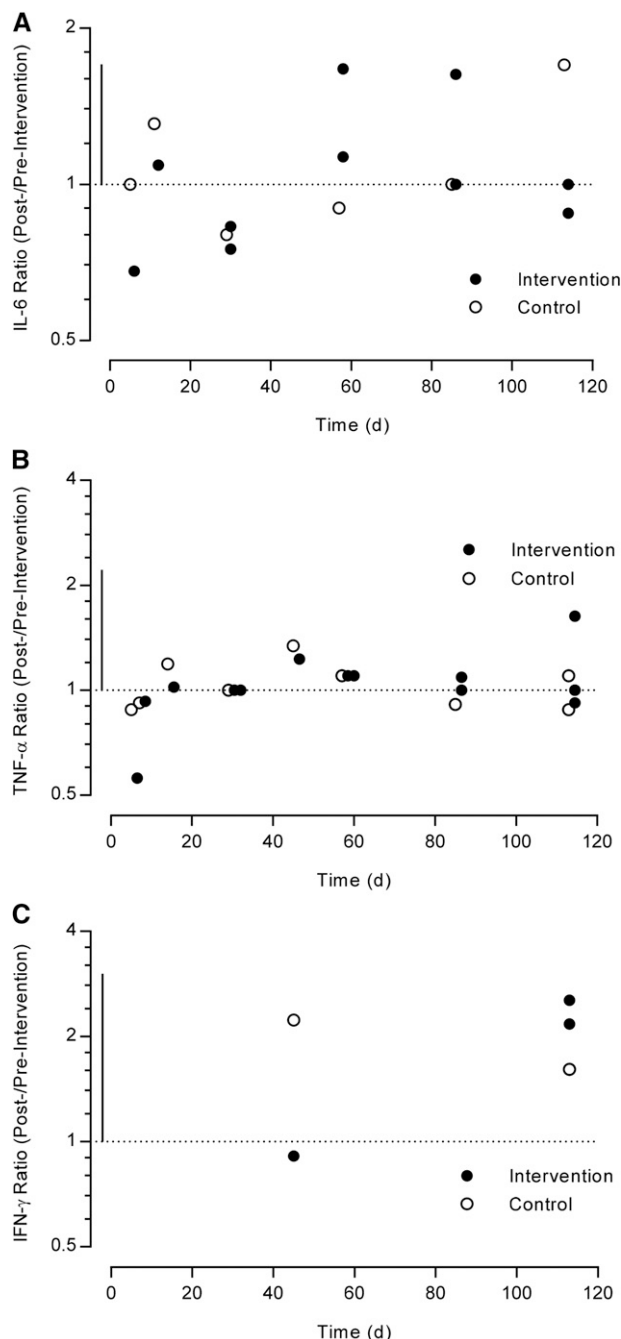 A
IL-6 Ratio (Post-/Pre-Intervention)
2
1
0.5
Intervention
Control
0 20 40 60 80 100 120
Time (d)
B
TNF-α Ratio (Post-/Pre-Intervention)
4
2
1
0.5
Intervention
Control
0 20 40 60 80 100 120
Time (d)
C
IFN-γ Ratio (Post-/Pre-Intervention)
4
2
1
0.5
Intervention
Control
0 20 40 60 80 100 120
Time (d)